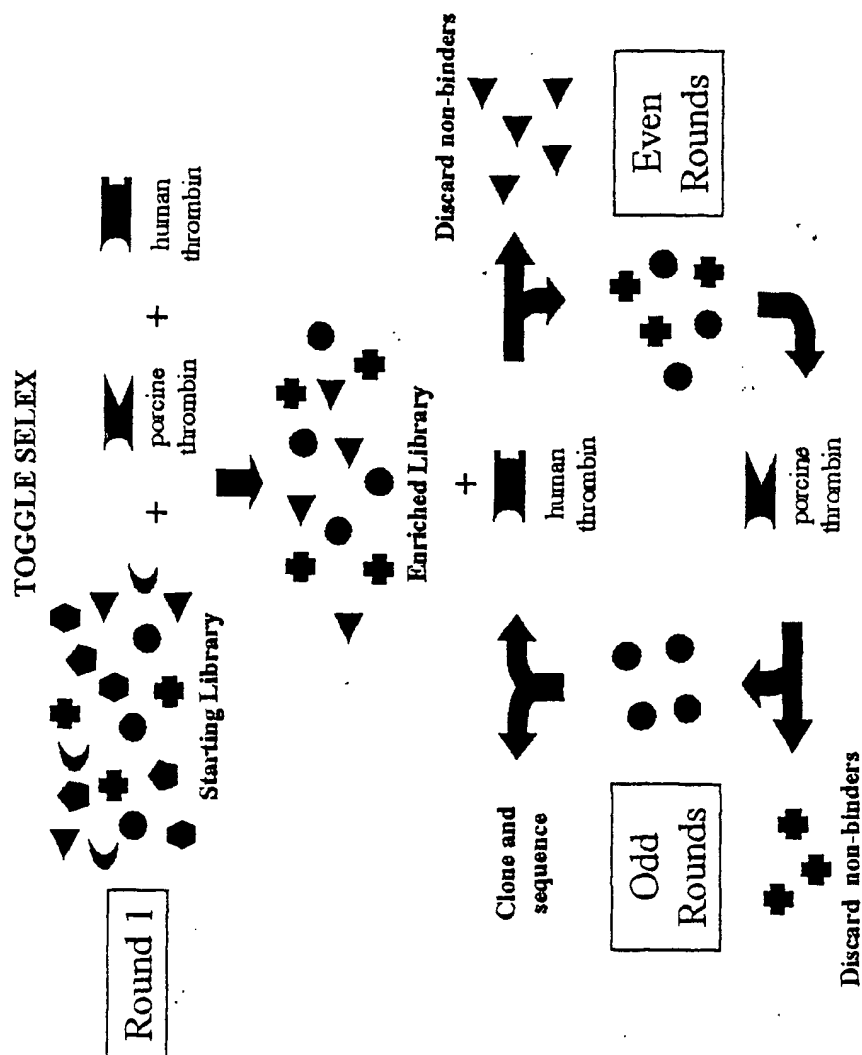 TOGGLE SELEX
Round 1
Starting Library
+
porcine
thrombin
+
human
thrombin
Enriched Library
+
human
thrombin
Discard non-binders
Even
Rounds
porcine
thrombin
Discard non-binders
Odd
Rounds
Clone and
sequence